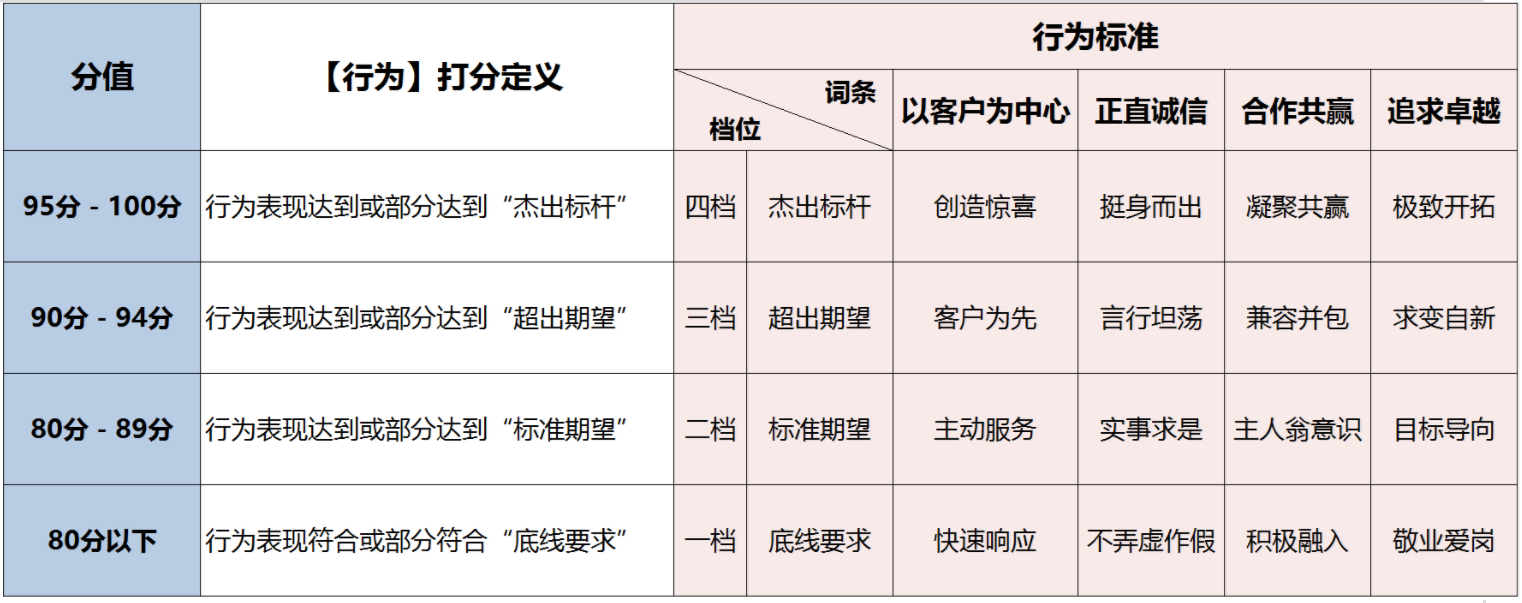 分值
【行为】打分定义
行为标准
词条
档位
以客户为中心
正直诚信
合作共赢
追求卓越
95分 - 100分
行为表现达到或部分达到“杰出标杆”
四档
杰出标杆
创造惊喜
挺身而出
凝聚共赢
极致开拓
90分 - 94分
行为表现达到或部分达到“超出期望”
三档
超出期望
客户为先
言行坦荡
兼容并包
求变自新
80分 - 89分
行为表现达到或部分达到“标准期望”
二档
标准期望
主动服务
实事求是
主人翁意识
目标导向
80分以下
行为表现符合或部分符合“底线要求”
一档
底线要求
快速响应
不弄虚作假
积极融入
敬业爱岗